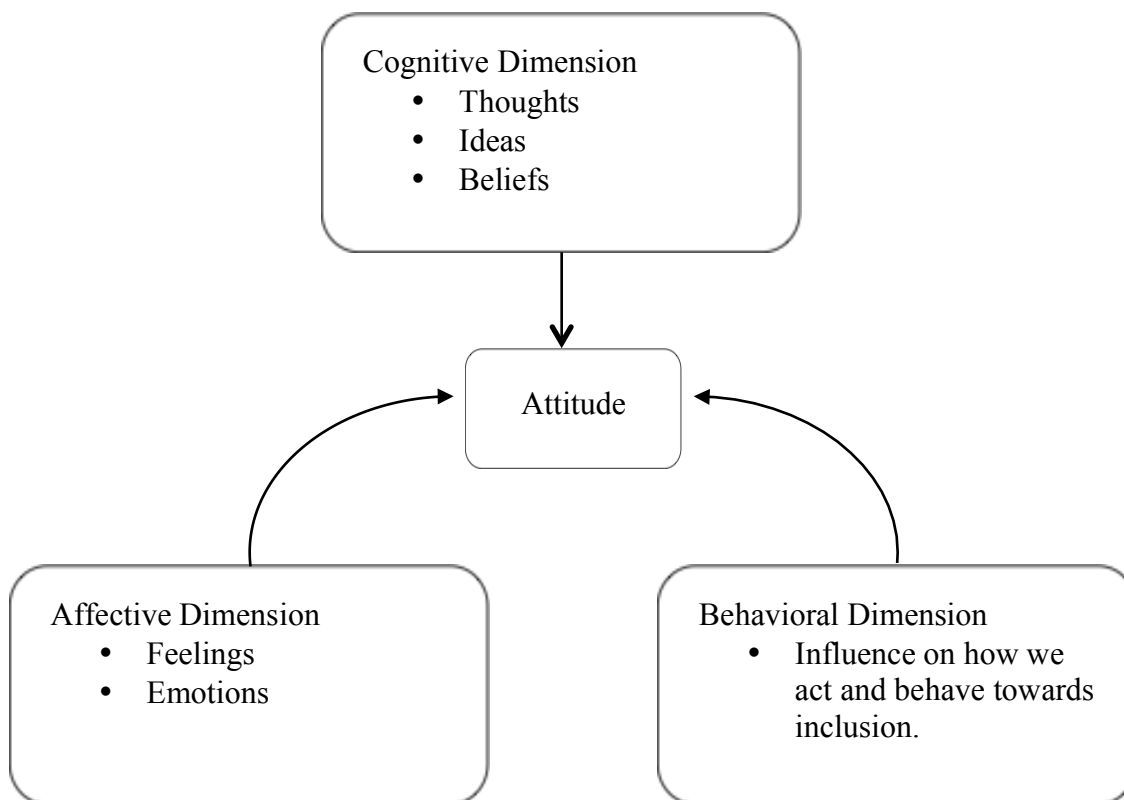 Cognitive Dimension
• Thoughts
• Ideas
• Beliefs
Attitude
Affective Dimension
• Feelings
• Emotions
Behavioral Dimension
• Influence on how we
act and behave towards
inclusion.